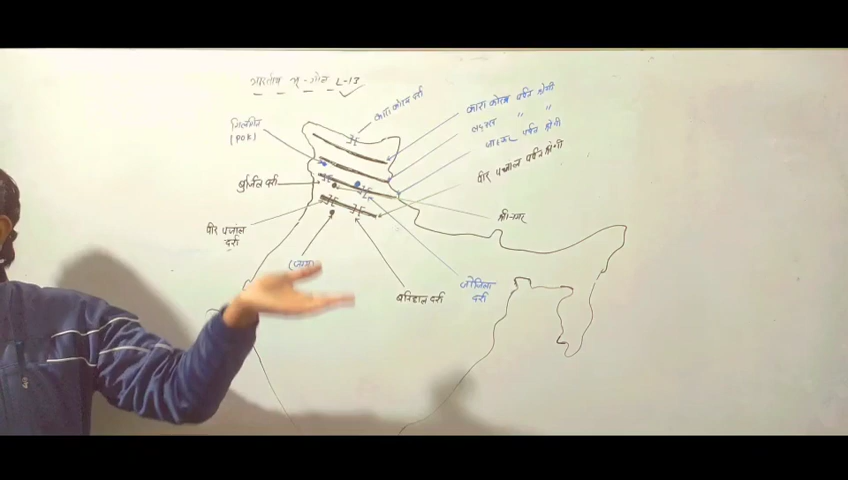 भारतीय भू-गोल L-13
काराकोरम दर्रा
काराकोरम पर्वत श्रेणी
लद्दाख " "
जास्कर पर्वत श्रेणी
पीर पंजाल पर्वत श्रेणी
गिलगित
(POK)
बुर्जिल दर्रा
पीर पंजाल
दर्रा
श्रीनगर
बनिहाल दर्रा
जोजिला
दर्रा